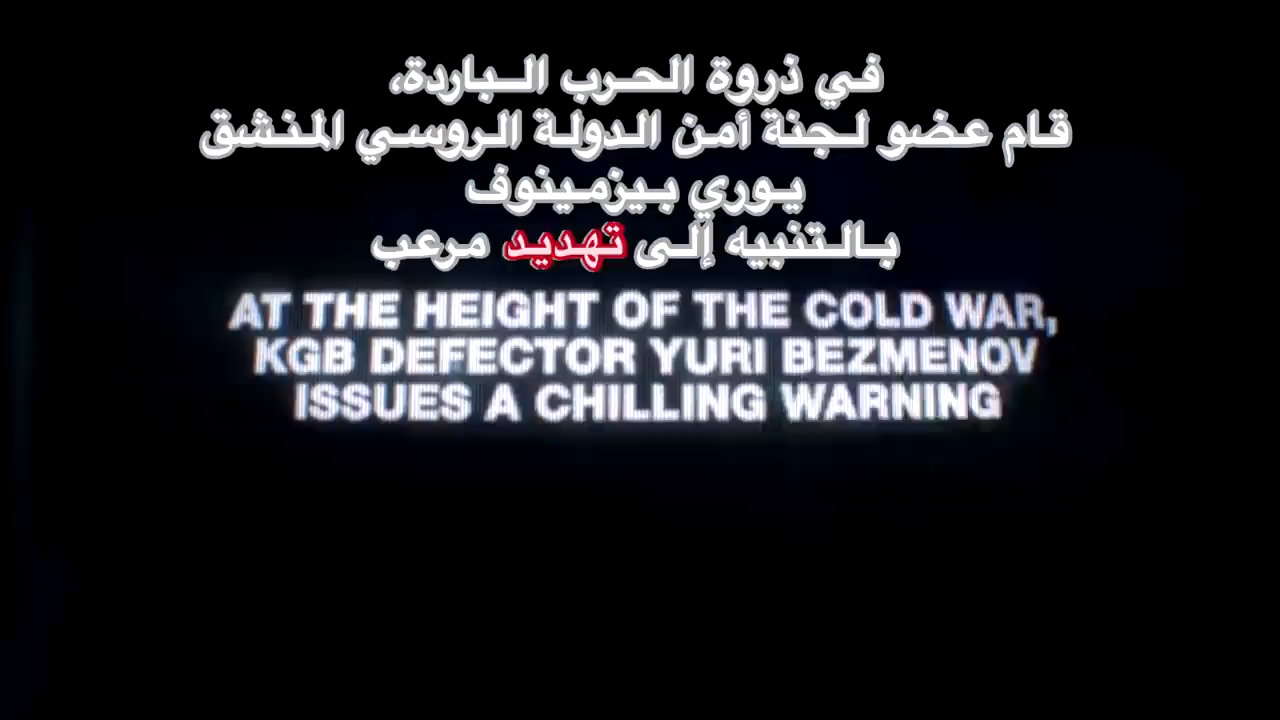 في ذروة الحرب الباردة،
قام عضو لجنة أمن الدولة الروسي المنشق
يوري بيزمينوف
بالتنبيه إلى تهديد مرعب
AT THE HEIGHT OF THE COLD WAR,
KGB DEFECTOR YURI BEZMENOV
ISSUES A CHILLING WARNING